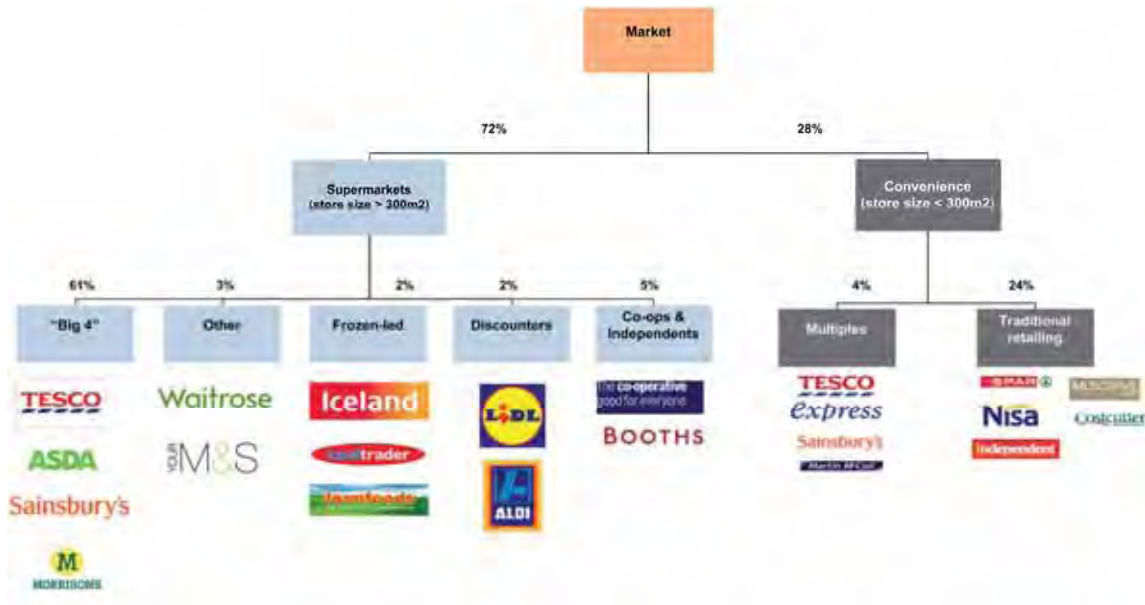 Market
72%
28%
Supermarkets
(store size > 300m2)
Convenience
(store size < 300m2)
61%
3%
2%
2%
5%
4%
24%
"Big 4"
Other
Frozen-led
Discounters
Co-ops &
Independents
Multiples
Traditional
retailing
TESCO
ASDA
Sainsbury's
M
MORRISONS
Waitrose
YOUR
M&S
Iceland
cooltrader
farmfoods
LIDL
ALDI
the co-operative
good for everyone
BOOTHS
TESCO
express
Sainsbury's
Martin McColl
SPAR
Nisa
Costcutter
independent